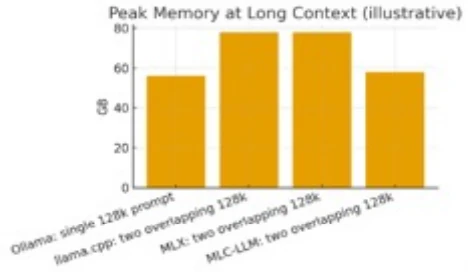 Peak Memory at Long Context (illustrative)
80
60
40
20
0
GB
Ollama: single 128k prompt
llama.cpp: two overlapping 128k
MLX: two overlapping 128k
MLC-LLM: two overlapping 128k